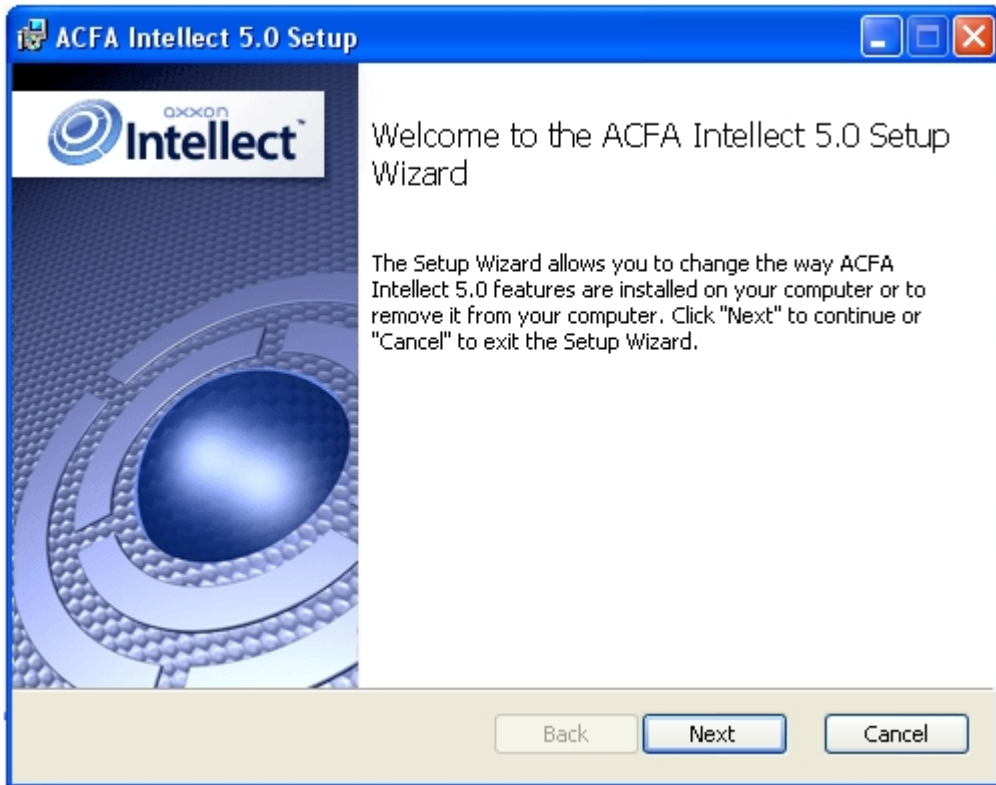 ACFA Intellect 5.0 Setup
axxon
Intellect™
Welcome to the ACFA Intellect 5.0 Setup
Wizard
The Setup Wizard allows you to change the way ACFA
Intellect 5.0 features are installed on your computer or to
remove it from your computer. Click "Next" to continue or
"Cancel" to exit the Setup Wizard.
Back
Next
Cancel